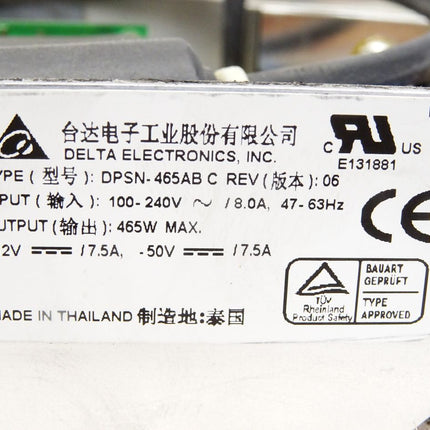 台达电子工业股份有限公司
DELTA ELECTRONICS, INC.
C UR US
E131881
YPE (型号): DPSN-465AB C REV (版本): 06
PUT (输入): 100-240V ~ / 8.0A, 47-63Hz
UTPUT (输出): 465W MAX.
2V ⎓ / 7.5A, -50V ⎓ / 7.5A
CE
TÜV
Rheinland
Product Safety
BAUART
GEPRÜFT
TYPE
APPROVED
MADE IN THAILAND 制造地:泰国